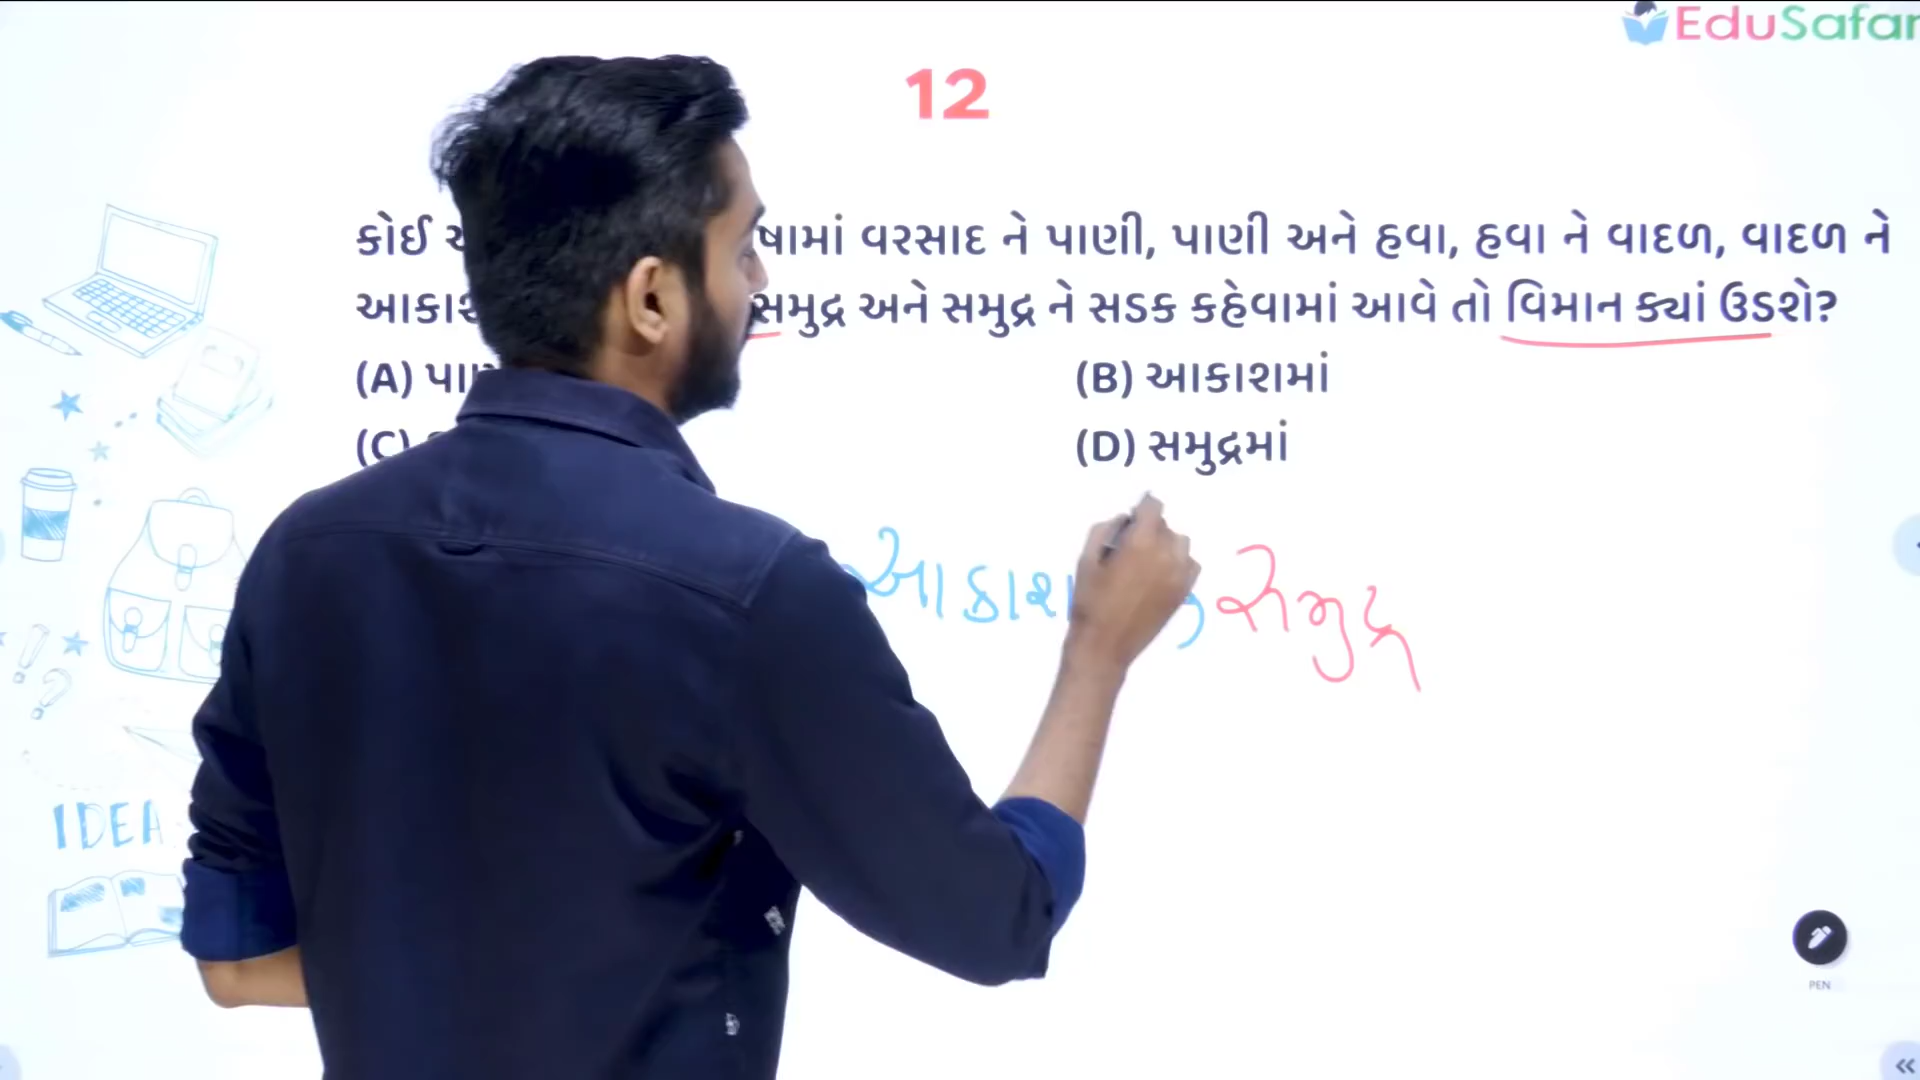 EduSafar
12
કોઈ ષામાં વરસાદ ને પાણી, પાણી અને હવા, હવા ને વાદળ, વાદળ ને
સમુદ્ર અને સમુદ્ર ને સડક કહેવામાં આવે તો વિમાન ક્યાં ઉડશે?
(A) (B) આકાશમાં
(C) (D) સમુદ્રમાં
આકાશ સમુદ્ર
IDEA
PEN